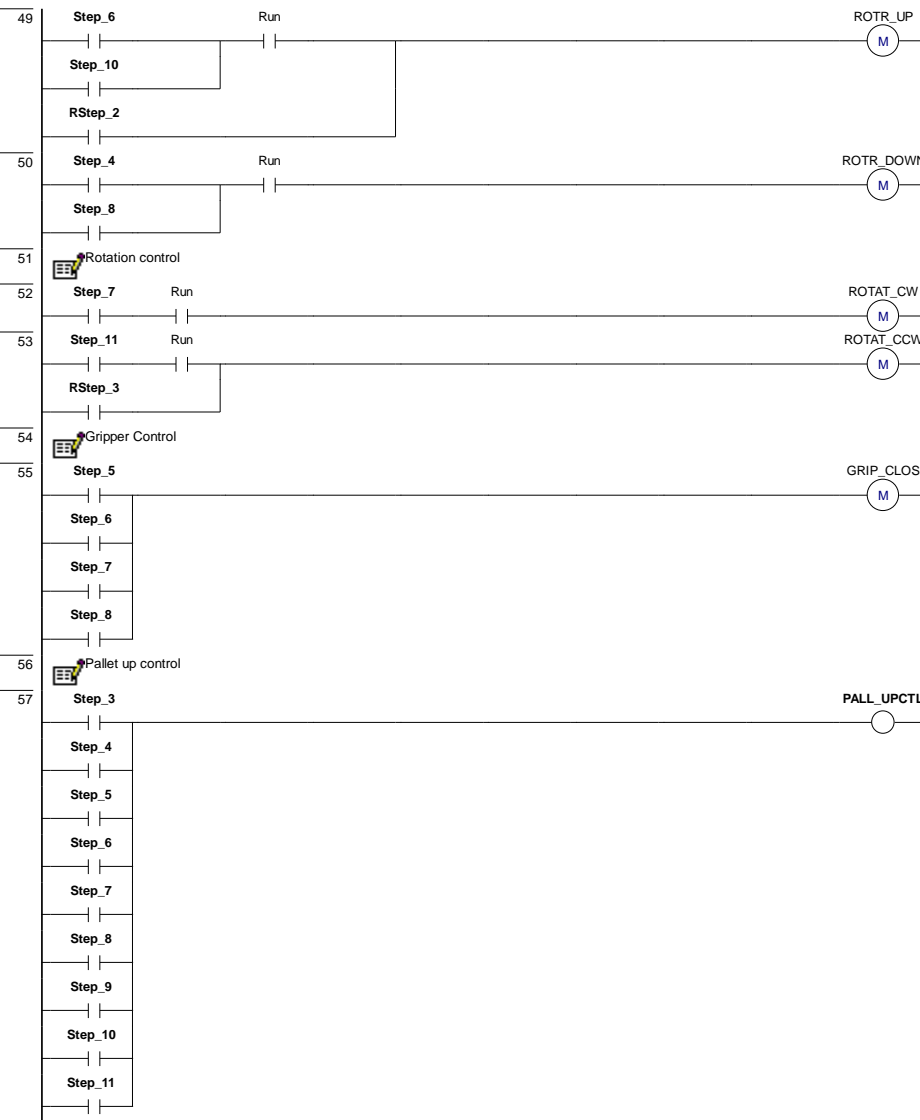 49 Step_6 Run ROTR_UP
M
Step_10
RStep_2
50 Step_4 Run ROTR_DOWN
M
Step_8
51 Rotation control
52 Step_7 Run ROTAT_CW
M
53 Step_11 Run ROTAT_CCW
M
RStep_3
54 Gripper Control
55 Step_5 GRIP_CLOS
M
Step_6
Step_7
Step_8
56 Pallet up control
57 Step_3 PALL_UPCTL
Step_4
Step_5
Step_6
Step_7
Step_8
Step_9
Step_10
Step_11